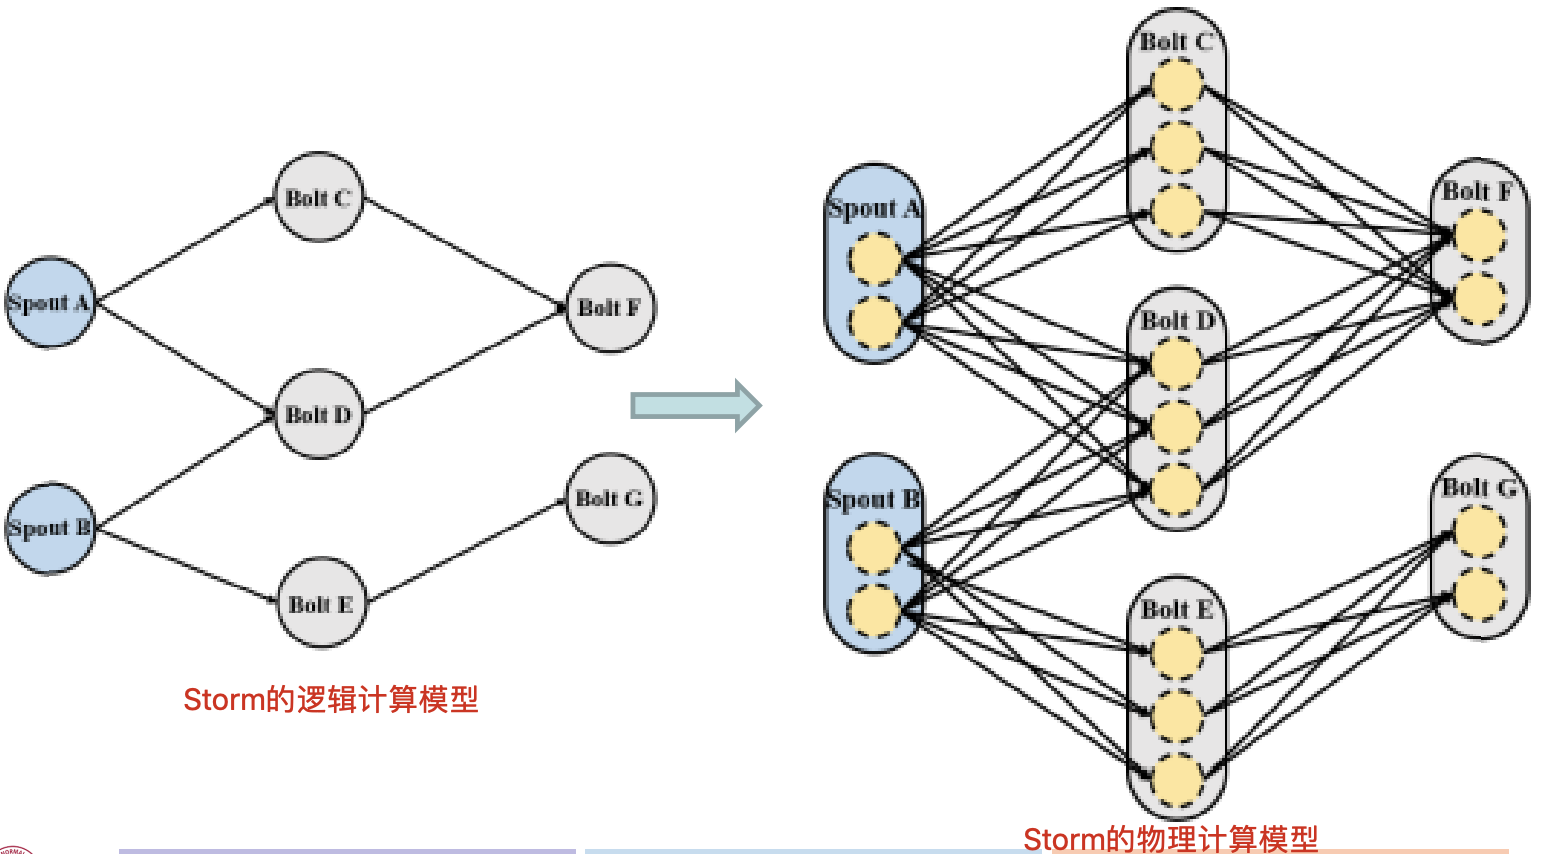 Bolt C
Spout A
Bolt F
Bolt D
Bolt G
Spout B
Bolt E
Storm的逻辑计算模型
Bolt C
Spout A
Bolt F
Bolt D
Spout B
Bolt G
Bolt E
Storm的物理计算模型
NORMAL